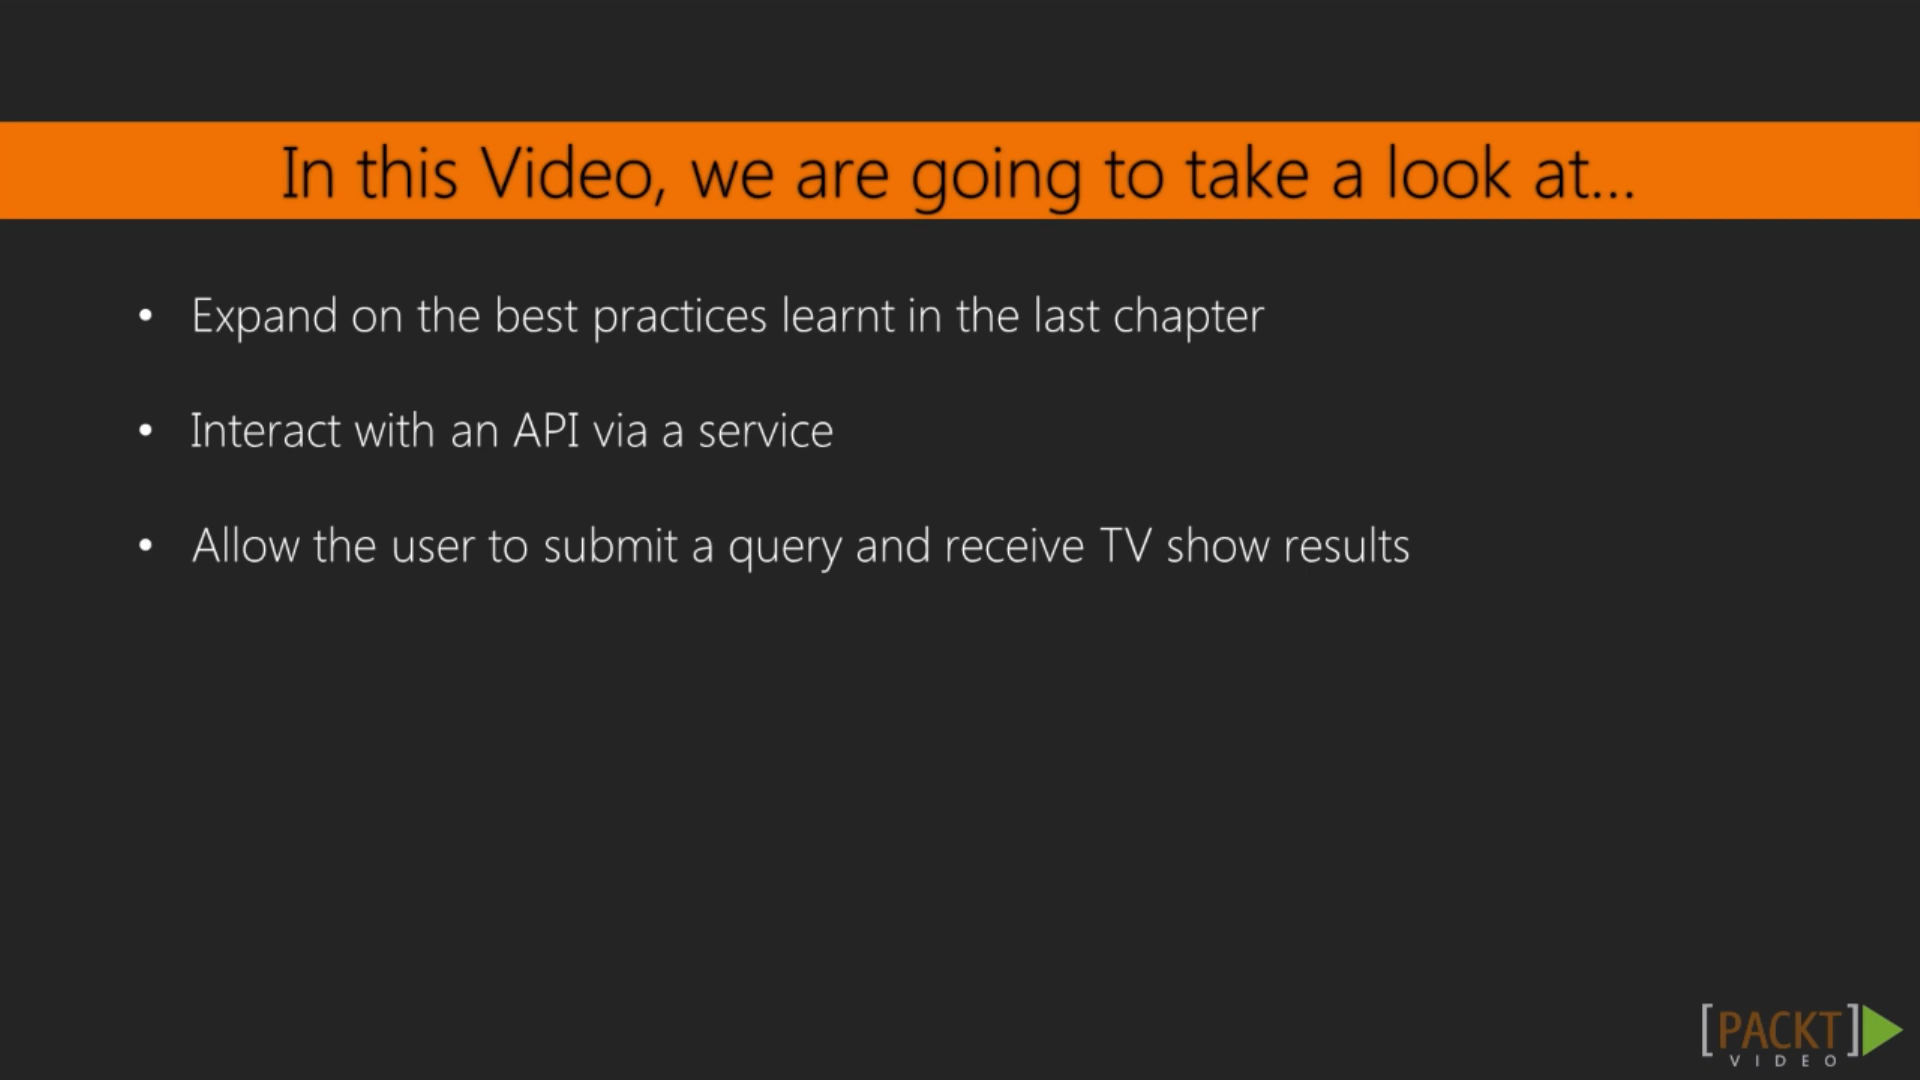 In this Video, we are going to take a look at...
• Expand on the best practices learnt in the last chapter
• Interact with an API via a service
• Allow the user to submit a query and receive TV show results
[PACKT]
VIDEO